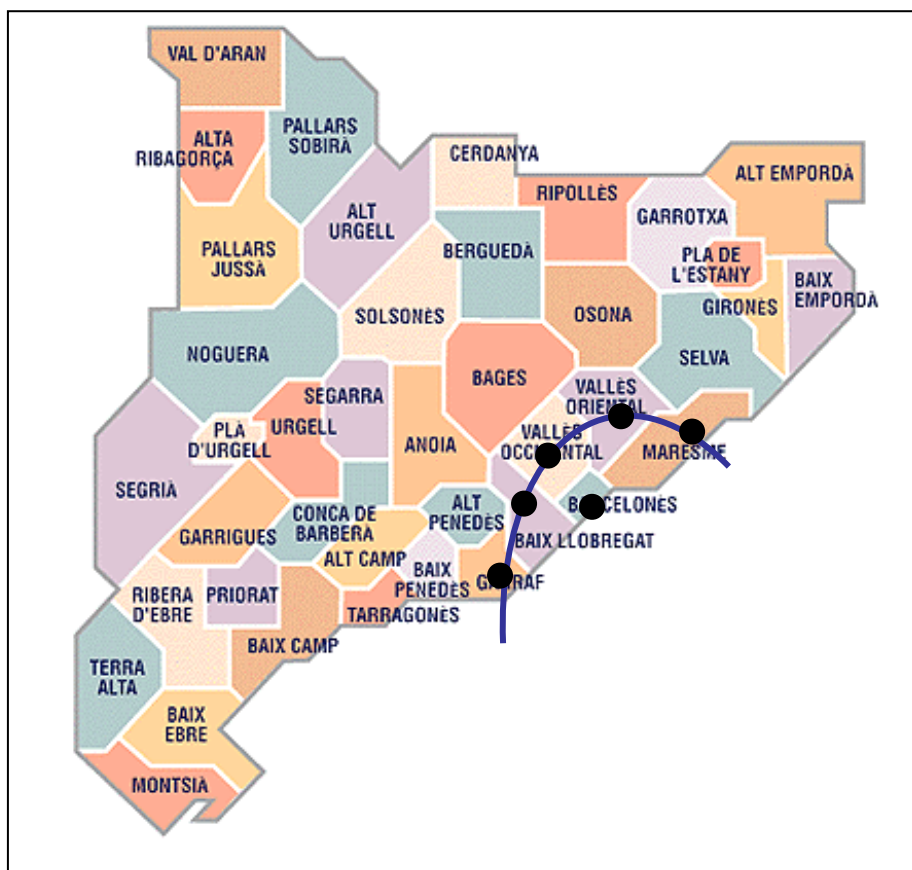 VAL D'ARAN
PALLARS
SOBIRÀ
ALTA
RIBAGORÇA
CERDANYA
ALT EMPORDÀ
RIPOLLÈS
GARROTXA
ALT
URGELL
PALLARS
JUSSÀ
BERGUEDÀ
PLA DE
L'ESTANY
BAIX
EMPORDÀ
GIRONÈS
SOLSONÈS
OSONA
NOGUERA
SELVA
BAGES
VALLÈS
ORIENTAL
SEGARRA
URGELL
PLÀ
D'URGELL
ANOIA
VALLÈS
OCCIDENTAL
MARESME
SEGRIÀ
ALT
PENEDÈS
BARCELONÈS
CONCA DE
BARBERÀ
GARRIGUES
BAIX LLOBREGAT
ALT CAMP
BAIX
PENEDÈS
GARRAF
RIBERA
D'EBRE
PRIORAT
TARRAGONÈS
BAIX CAMP
TERRA
ALTA
BAIX
EBRE
MONTSIÀ